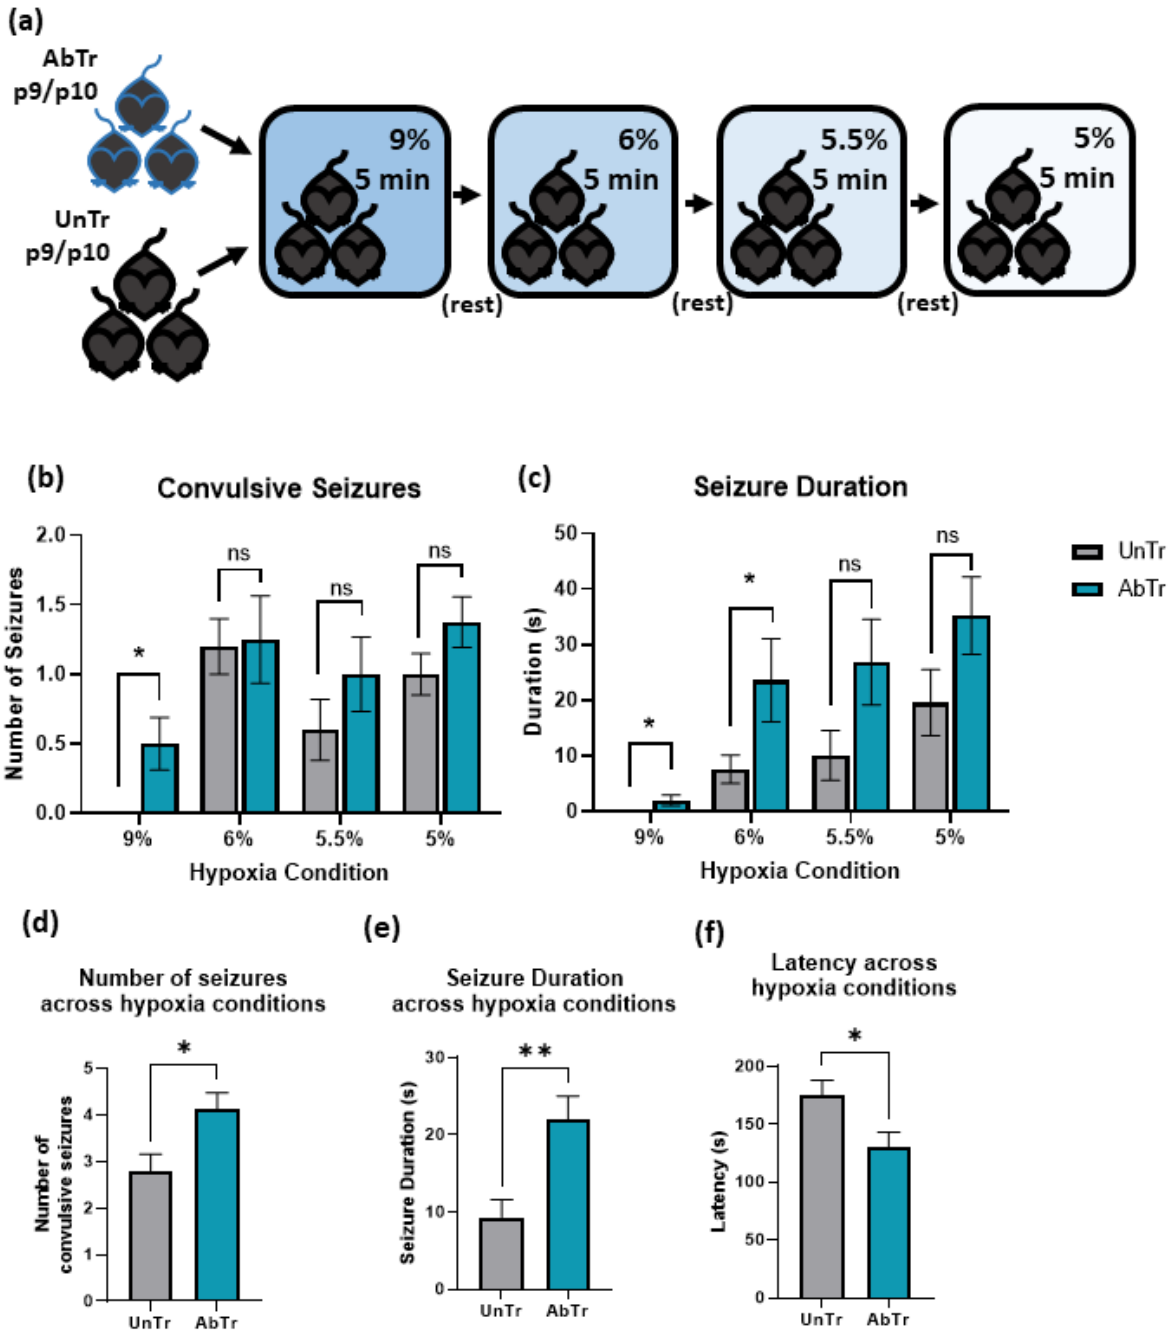 (a)
AbTr
p9/p10
UnTr
p9/p10
9%
5 min
6%
5 min
5.5%
5 min
5%
5 min
(rest)
(rest)
(rest)
(b)
Convulsive Seizures
Number of Seizures
2.0
1.5
1.0
0.5
0.0
*
ns
ns
ns
9%
6%
5.5%
5%
Hypoxia Condition
(c)
Seizure Duration
Duration (s)
50
40
30
20
10
0
*
*
ns
ns
9%
6%
5.5%
5%
Hypoxia Condition
UnTr
AbTr
(d)
Number of seizures
across hypoxia conditions
Number of
convulsive seizures
5
4
3
2
1
0
*
UnTr
AbTr
(e)
Seizure Duration
across hypoxia conditions
Seizure Duration (s)
30
20
10
0
**
UnTr
AbTr
(f)
Latency across
hypoxia conditions
Latency (s)
200
150
100
50
0
*
UnTr
AbTr